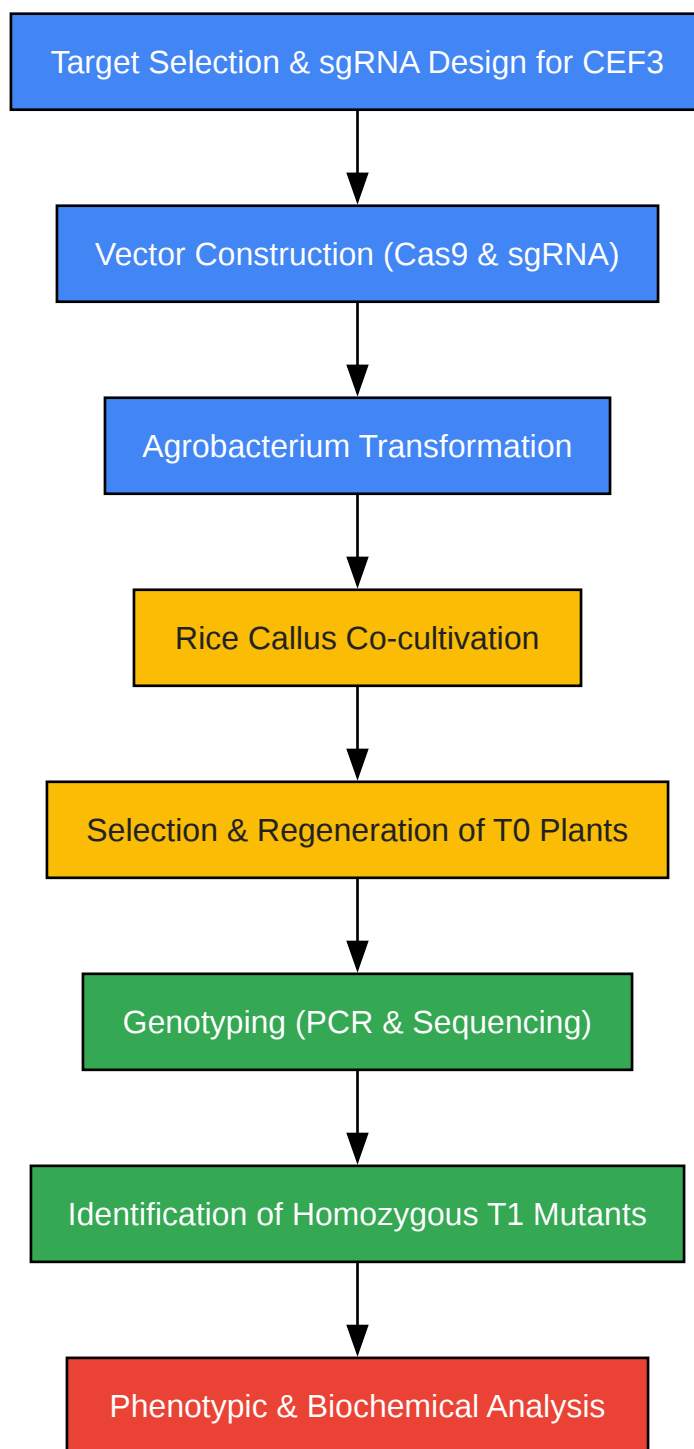 Target Selection & sgRNA Design for CEF3
Vector Construction (Cas9 & sgRNA)
Agrobacterium Transformation
Rice Callus Co-cultivation
Selection & Regeneration of T0 Plants
Genotyping (PCR & Sequencing)
Identification of Homozygous T1 Mutants
Phenotypic & Biochemical Analysis